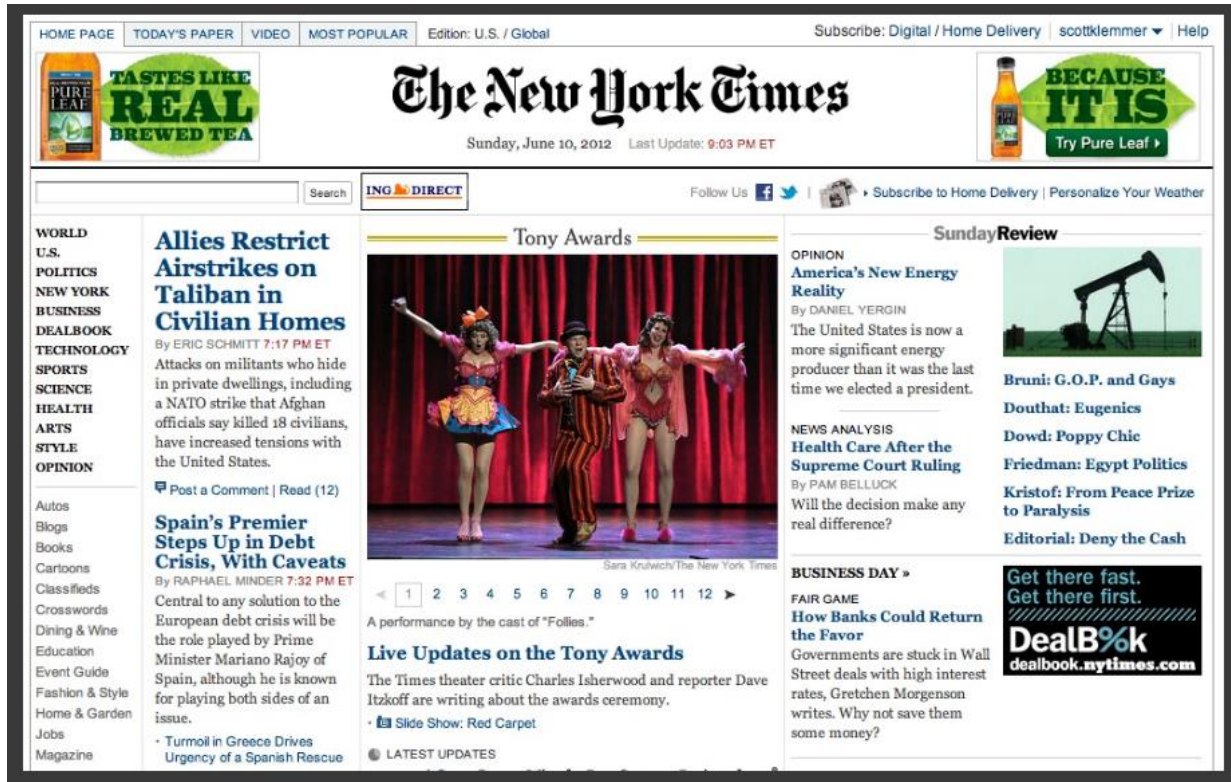 HOME PAGE TODAY'S PAPER VIDEO MOST POPULAR Edition: U.S. / Global
Subscribe: Digital / Home Delivery scottklemmer Help
TASTES LIKE
REAL
BREWED TEA
PURE
LEAF
The New York Times
Sunday, June 10, 2012 Last Update: 9:03 PM ET
BECAUSE
IT IS
Try Pure Leaf
Search
ING DIRECT
Follow Us
Subscribe to Home Delivery | Personalize Your Weather
WORLD
U.S.
POLITICS
NEW YORK
BUSINESS
DEALBOOK
TECHNOLOGY
SPORTS
SCIENCE
HEALTH
ARTS
STYLE
OPINION
Autos
Blogs
Books
Cartoons
Classifieds
Crosswords
Dining & Wine
Education
Event Guide
Fashion & Style
Home & Garden
Jobs
Magazine
Allies Restrict
Airstrikes on
Taliban in
Civilian Homes
By ERIC SCHMITT 7:17 PM ET
Attacks on militants who hide
in private dwellings, including
a NATO strike that Afghan
officials say killed 18 civilians,
have increased tensions with
the United States.
Post a Comment | Read (12)
Spain's Premier
Steps Up in Debt
Crisis, With Caveats
By RAPHAEL MINDER 7:32 PM ET
Central to any solution to the
European debt crisis will be
the role played by Prime
Minister Mariano Rajoy of
Spain, although he is known
for playing both sides of an
issue.
· Turmoil in Greece Drives
Urgency of a Spanish Rescue
Tony Awards
Sara Krulwich/The New York Times
1 2 3 4 5 6 7 8 9 10 11 12
A performance by the cast of "Follies."
Live Updates on the Tony Awards
The Times theater critic Charles Isherwood and reporter Dave
Itzkoff are writing about the awards ceremony.
· Slide Show: Red Carpet
LATEST UPDATES
SundayReview
OPINION
America's New Energy
Reality
By DANIEL YERGIN
The United States is now a
more significant energy
producer than it was the last
time we elected a president.
NEWS ANALYSIS
Health Care After the
Supreme Court Ruling
By PAM BELLUCK
Will the decision make any
real difference?
Bruni: G.O.P. and Gays
Douthat: Eugenics
Dowd: Poppy Chic
Friedman: Egypt Politics
Kristof: From Peace Prize
to Paralysis
Editorial: Deny the Cash
BUSINESS DAY »
FAIR GAME
How Banks Could Return
the Favor
Governments are stuck in Wall
Street deals with high interest
rates, Gretchen Morgenson
writes. Why not save them
some money?
Get there fast.
Get there first.
DealB%k
dealbook.nytimes.com